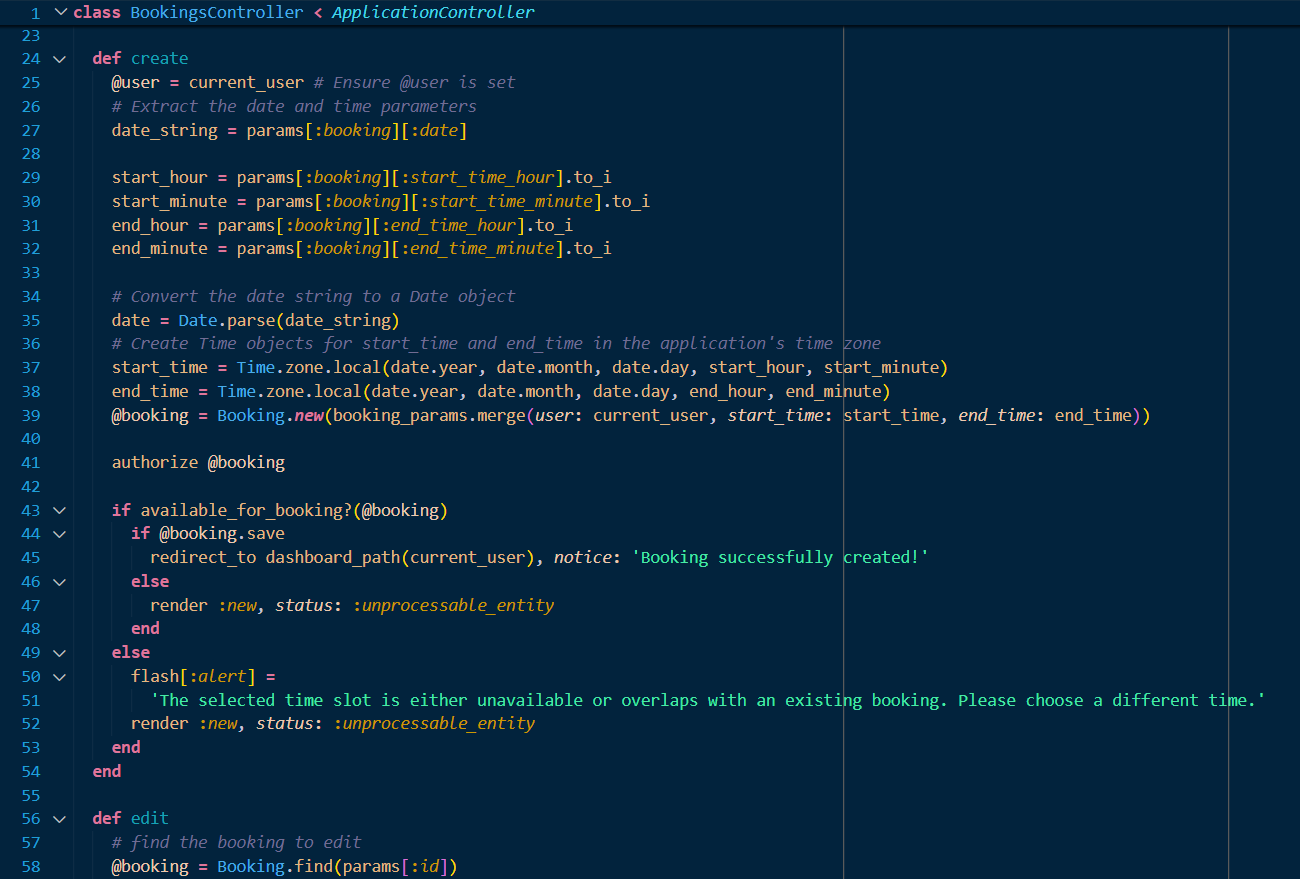 1 class BookingsController < ApplicationController
23
24 def create
25 @user = current_user # Ensure @user is set
26 # Extract the date and time parameters
27 date_string = params[:booking][:date]
28
29 start_hour = params[:booking][:start_time_hour].to_i
30 start_minute = params[:booking][:start_time_minute].to_i
31 end_hour = params[:booking][:end_time_hour].to_i
32 end_minute = params[:booking][:end_time_minute].to_i
33
34 # Convert the date string to a Date object
35 date = Date.parse(date_string)
36 # Create Time objects for start_time and end_time in the application's time zone
37 start_time = Time.zone.local(date.year, date.month, date.day, start_hour, start_minute)
38 end_time = Time.zone.local(date.year, date.month, date.day, end_hour, end_minute)
39 @booking = Booking.new(booking_params.merge(user: current_user, start_time: start_time, end_time: end_time))
40
41 authorize @booking
42
43 if available_for_booking?(@booking)
44 if @booking.save
45 redirect_to dashboard_path(current_user), notice: 'Booking successfully created!'
46 else
47 render :new, status: :unprocessable_entity
48 end
49 else
50 flash[:alert] =
51 'The selected time slot is either unavailable or overlaps with an existing booking. Please choose a different time.'
52 render :new, status: :unprocessable_entity
53 end
54 end
55
56 def edit
57 # find the booking to edit
58 @booking = Booking.find(params[:id])